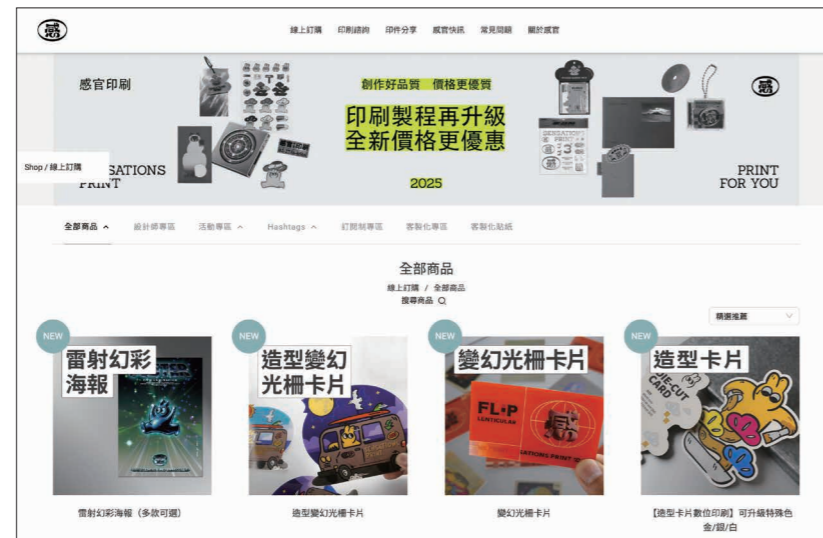 感
線上訂購 印刷諮詢 印件分享 感官快訊 常見問題 關於感官
感官印刷
創作好品質 價格更優質
印刷製程再升級
全新價格更優惠
2025
感
Shop / 線上訂購
SATIONS
PRINT
PRINT
FOR YOU
全部商品 設計師專區 活動專區 Hashtags 訂閱制專區 客製化專區 客製化貼紙
全部商品
線上訂購 / 全部商品
搜尋商品
精選推薦
NEW
雷射幻彩
海報
NEW
造型變幻
光柵卡片
NEW
變幻光柵卡片
FLIP
LENTICULAR
SATIONS PRINT
NEW
造型卡片
DIE-CUT
CARD
雷射幻彩海報（多款可選）
造型變幻光柵卡片
變幻光柵卡片
【造型卡片數位印刷】可升級特殊色
金/銀/白